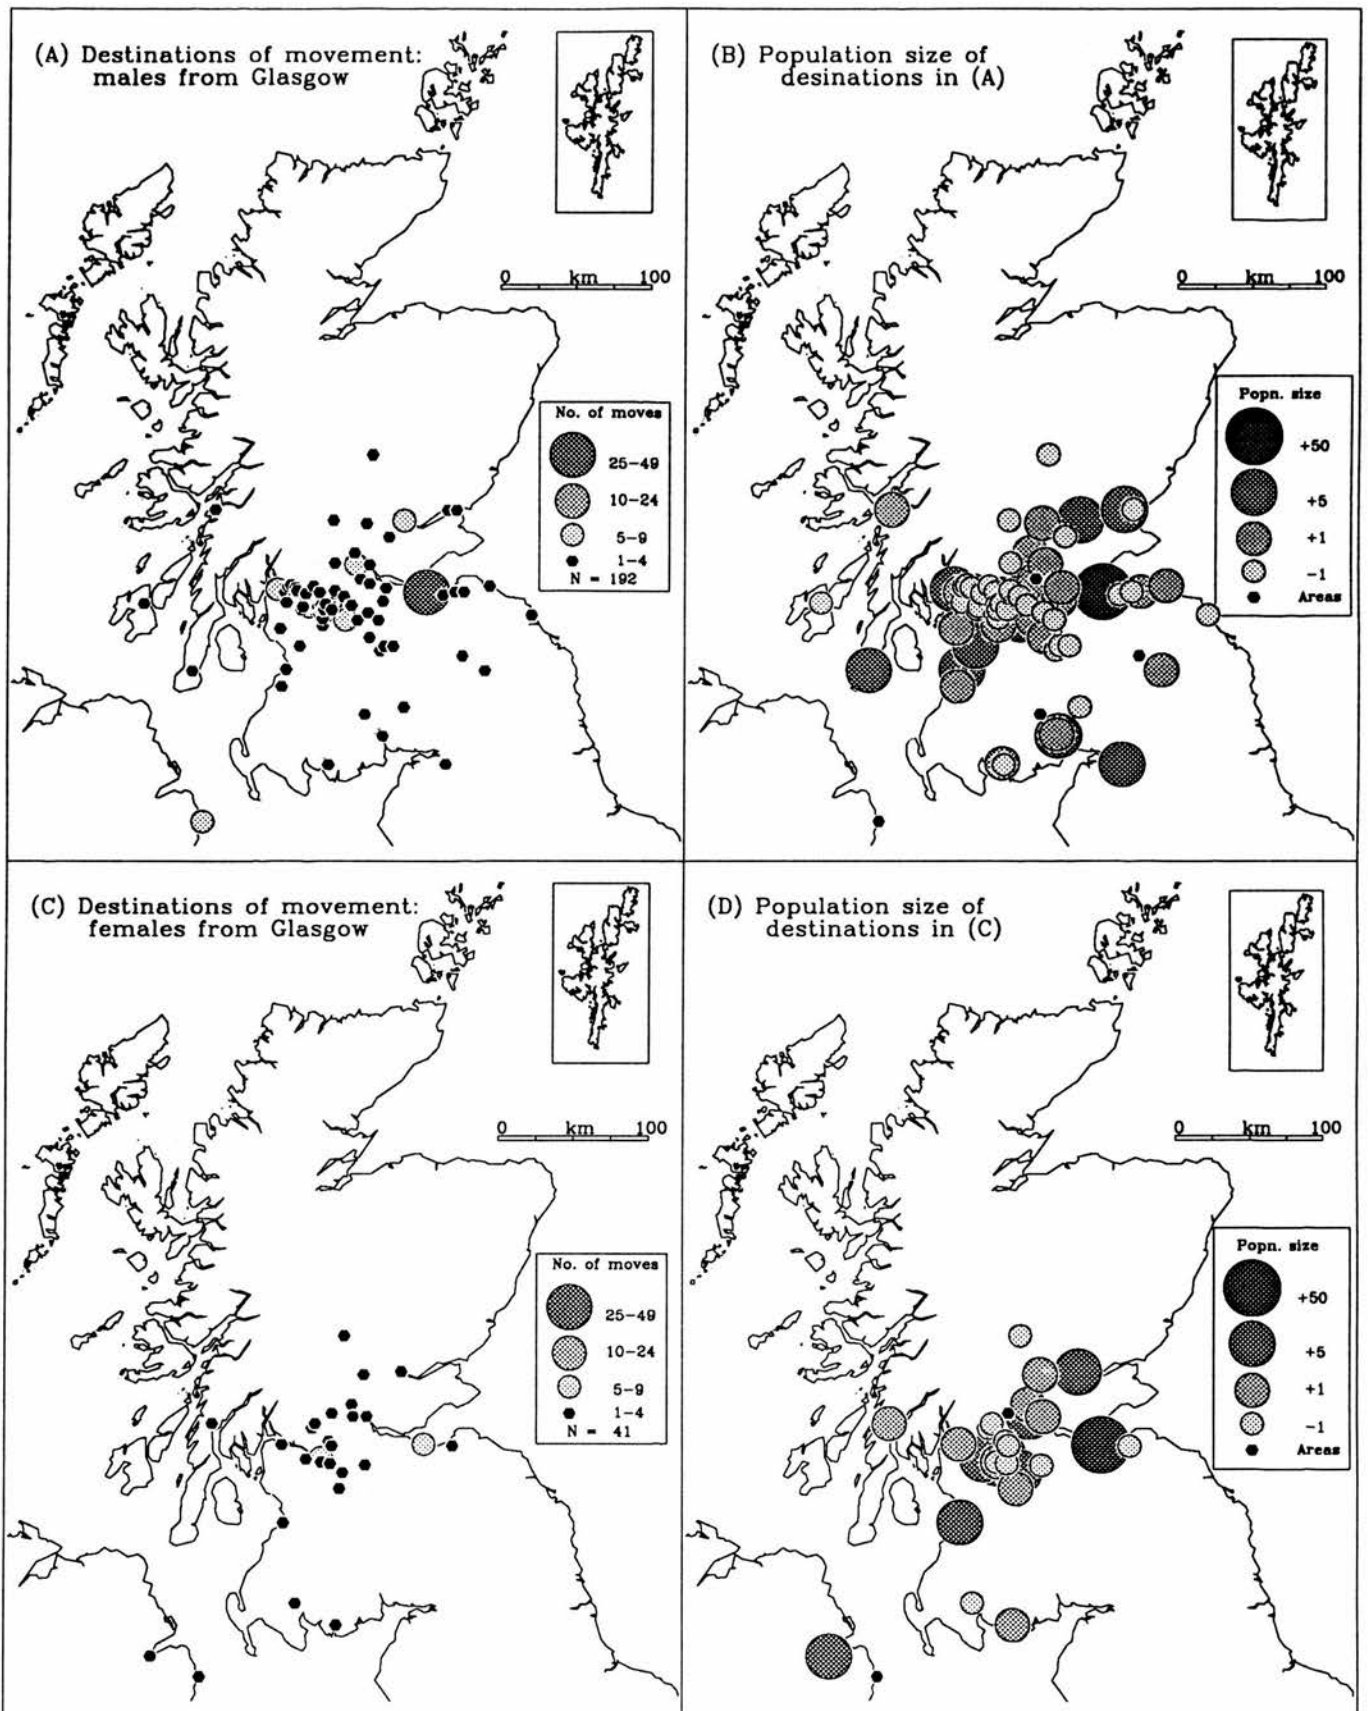 (A) Destinations of movement:
males from Glasgow
0 km 100
No. of moves
25-49
10-24
5-9
1-4
N = 192
(B) Population size of
desinations in (A)
0 km 100
Popn. size
+50
+5
+1
-1
Areas
(C) Destinations of movement:
females from Glasgow
0 km 100
No. of moves
25-49
10-24
5-9
1-4
N = 41
(D) Population size of
destinations in (C)
0 km 100
Popn. size
+50
+5
+1
-1
Areas